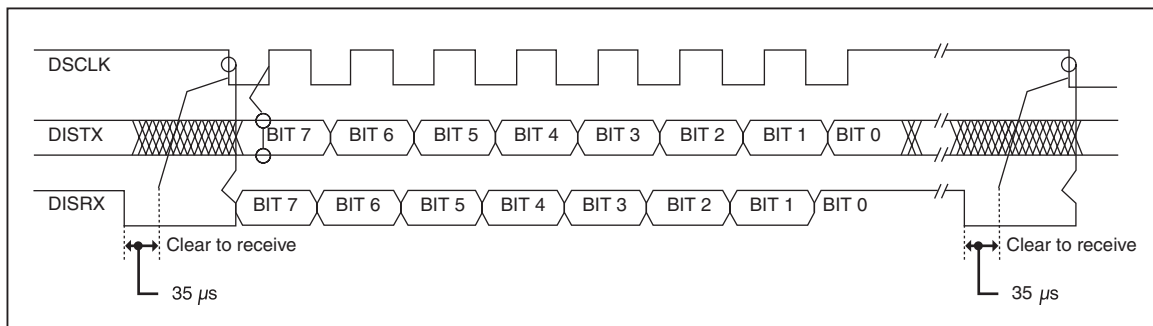 DSCLK
DISTX
BIT 7 BIT 6 BIT 5 BIT 4 BIT 3 BIT 2 BIT 1 BIT 0
DISRX
BIT 7 BIT 6 BIT 5 BIT 4 BIT 3 BIT 2 BIT 1 BIT 0
Clear to receive
Clear to receive
35 µs
35 µs